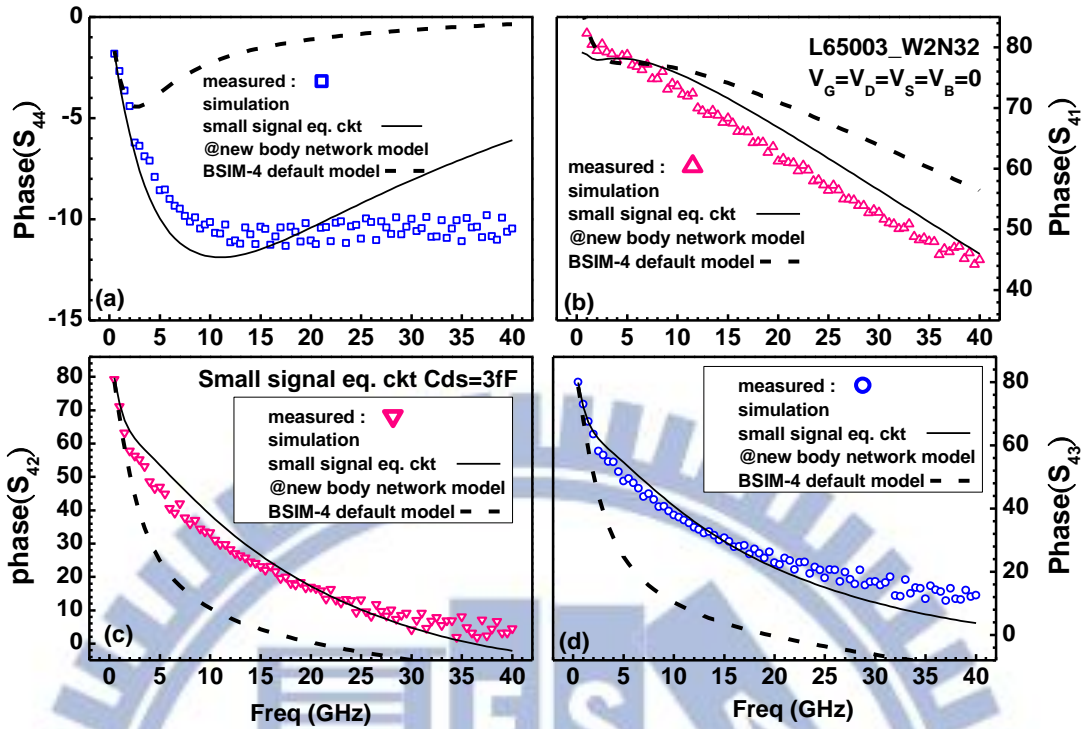 0
-5
-10
-15
Phase(S44)
measured :
simulation
small signal eq. ckt
@new body network model
BSIM-4 default model
(a)
0 5 10 15 20 25 30 35 40
L65003_W2N32
VG=VD=VS=VB=0
80
70
60
50
40
Phase(S41)
measured :
simulation
small signal eq. ckt
@new body network model
BSIM-4 default model
(b)
0 5 10 15 20 25 30 35 40
80
70
60
50
40
30
20
10
0
phase(S42)
Small signal eq. ckt Cds=3fF
measured :
simulation
small signal eq. ckt
@new body network model
BSIM-4 default model
(c)
0 5 10 15 20 25 30 35 40
Freq (GHz)
80
60
40
20
0
Phase(S43)
measured :
simulation
small signal eq. ckt
@new body network model
BSIM-4 default model
(d)
0 5 10 15 20 25 30 35 40
Freq (GHz)